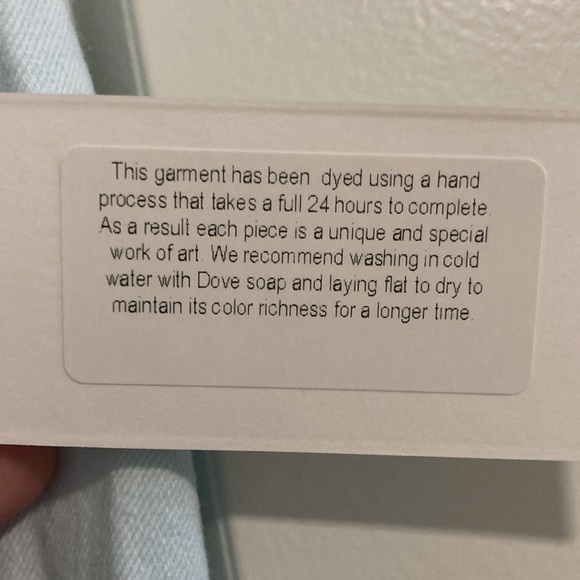 This garment has been dyed using a hand
process that takes a full 24 hours to complete.
As a result each piece is a unique and special
work of art. We recommend washing in cold
water with Dove soap and laying flat to dry to
maintain its color richness for a longer time.